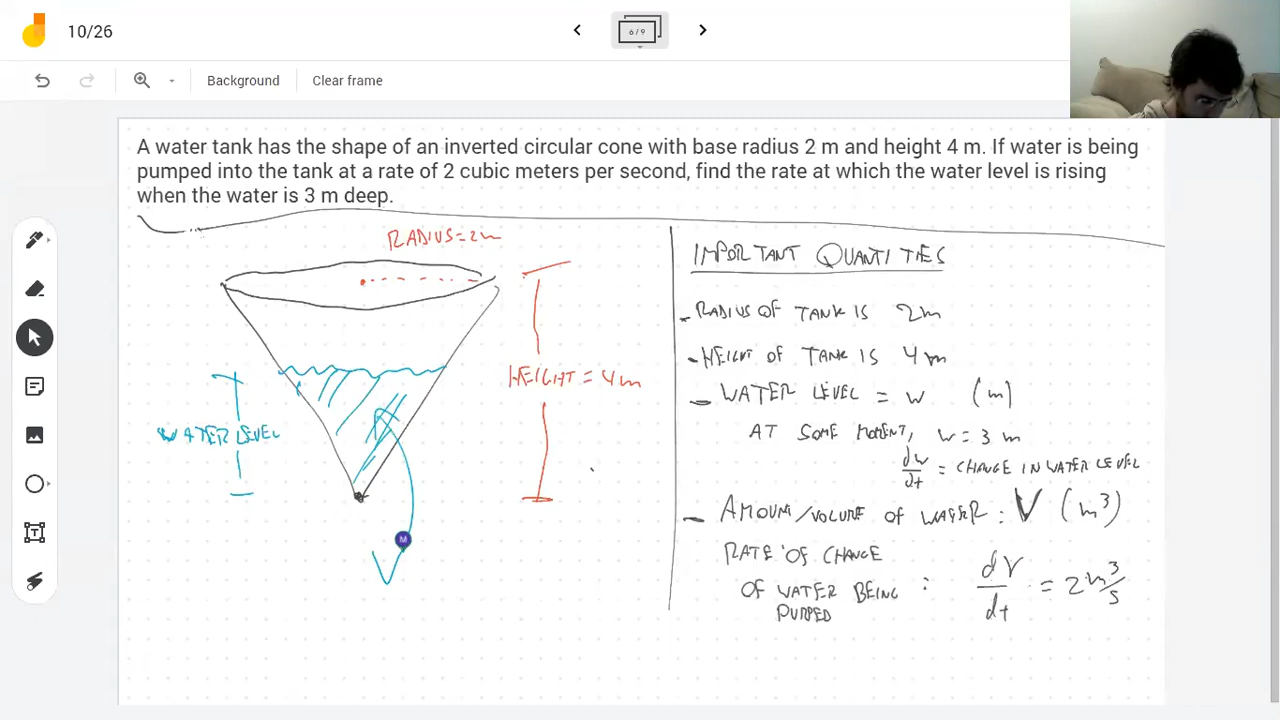 10/26
6/9
Background
Clear frame
A water tank has the shape of an inverted circular cone with base radius 2 m and height 4 m. If water is being
pumped into the tank at a rate of 2 cubic meters per second, find the rate at which the water level is rising
when the water is 3 m deep.
RADIUS=2m
HEIGHT = 4m
WATER LEVEL
V
M
IMPORTANT QUANTITIES
- RADIUS OF TANK IS 2m
- HEIGHT OF TANK IS 4m
- WATER LEVEL = w (m)
AT SOME MOMENT, w = 3 m
dw/dt = CHANGE IN WATER LEVEL
- AMOUNT/VOLUME OF WATER : V (m³)
RATE OF CHANGE
OF WATER BEING : dV/dt = 2 m³/s
PUMPED